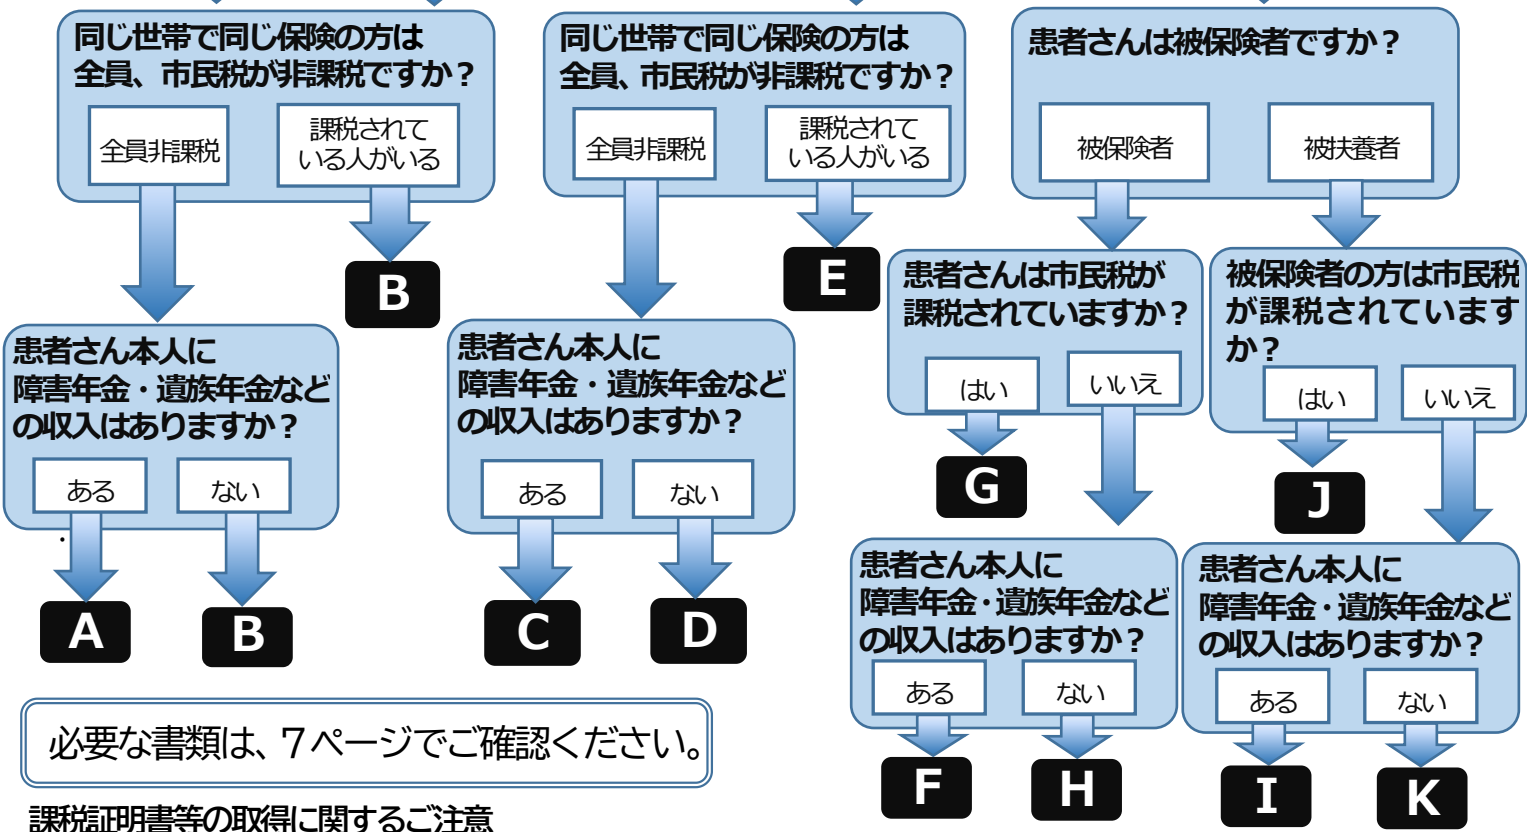 同じ世帯で同じ保険の方は
全員、市民税が非課税ですか？
全員非課税
課税されて
いる人がいる
B
患者さん本人に
障害年金・遺族年金など
の収入はありますか？
ある
ない
A
B
同じ世帯で同じ保険の方は
全員、市民税が非課税ですか？
全員非課税
課税されて
いる人がいる
E
患者さん本人に
障害年金・遺族年金など
の収入はありますか？
ある
ない
C
D
患者さんは被保険者ですか？
被保険者
被扶養者
患者さんは市民税が
課税されていますか？
はい
いいえ
G
患者さん本人に
障害年金・遺族年金など
の収入はありますか？
ある
ない
F
H
被保険者の方は市民税
が課税されています
か？
はい
いいえ
J
患者さん本人に
障害年金・遺族年金など
の収入はありますか？
ある
ない
I
K
必要な書類は、７ページでご確認ください。
課税証明書等の取得に関するご注意